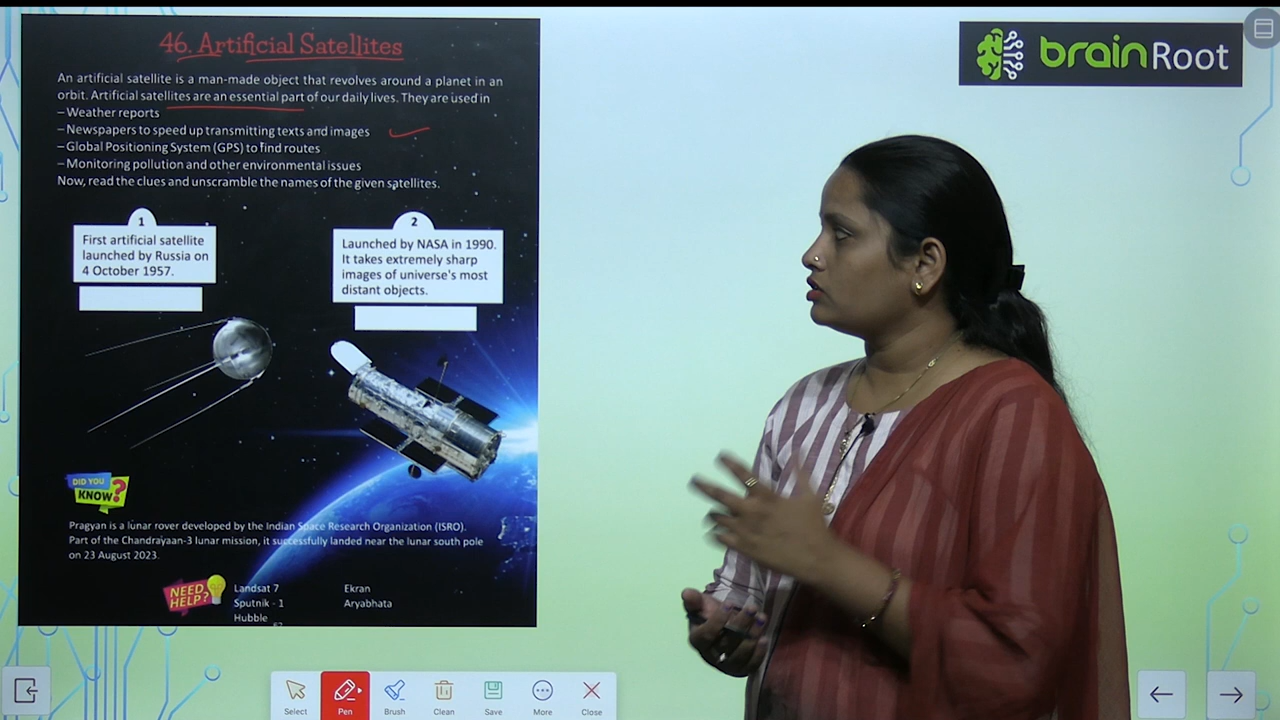 46. Artificial Satellites
An artificial satellite is a man-made object that revolves around a planet in an
orbit. Artificial satellites are an essential part of our daily lives. They are used in
– Weather reports
– Newspapers to speed up transmitting texts and images
– Global Positioning System (GPS) to find routes
– Monitoring pollution and other environmental issues
Now, read the clues and unscramble the names of the given satellites.
1
First artificial satellite
launched by Russia on
4 October 1957.
2
Launched by NASA in 1990.
It takes extremely sharp
images of universe's most
distant objects.
DID YOU
KNOW?
Pragyan is a lunar rover developed by the Indian Space Research Organization (ISRO).
Part of the Chandrayaan-3 lunar mission, it successfully landed near the lunar south pole
on 23 August 2023.
NEED
HELP?
Landsat 7
Sputnik - 1
Hubble
Ekran
Aryabhata
brainRoot
Select
Pen
Brush
Clean
Save
More
Close